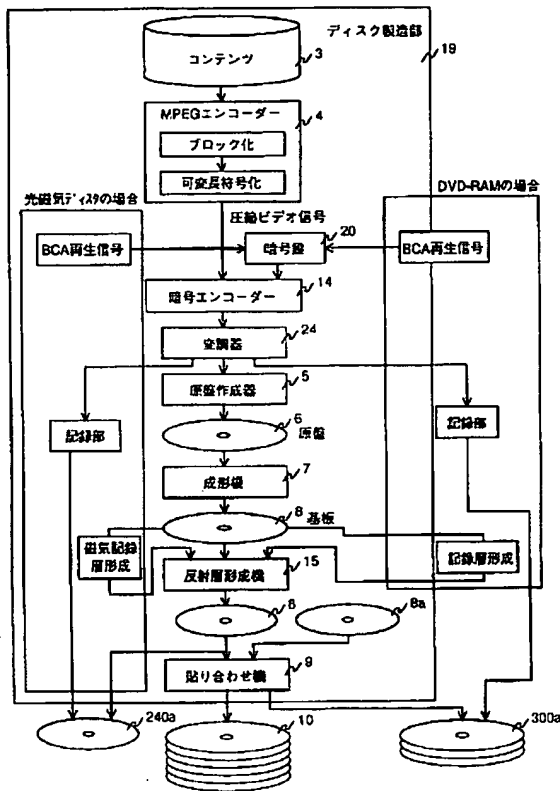 ディスク製造部
19
コンテンツ
3
MPEGエンコーダー
4
ブロック化
可変長符号化
光磁気ディスタの場合
DVD-RAMの場合
圧縮ビデオ信号
20
BCA再生信号
暗号鍵
BCA再生信号
14
暗号エンコーダー
24
変調器
5
原盤作成器
6
原盤
記録部
記録部
7
成形機
8
基板
磁気記録
層形成
記録層形成
15
反射層形成機
8
8a
9
貼り合わせ機
240a
10
300a